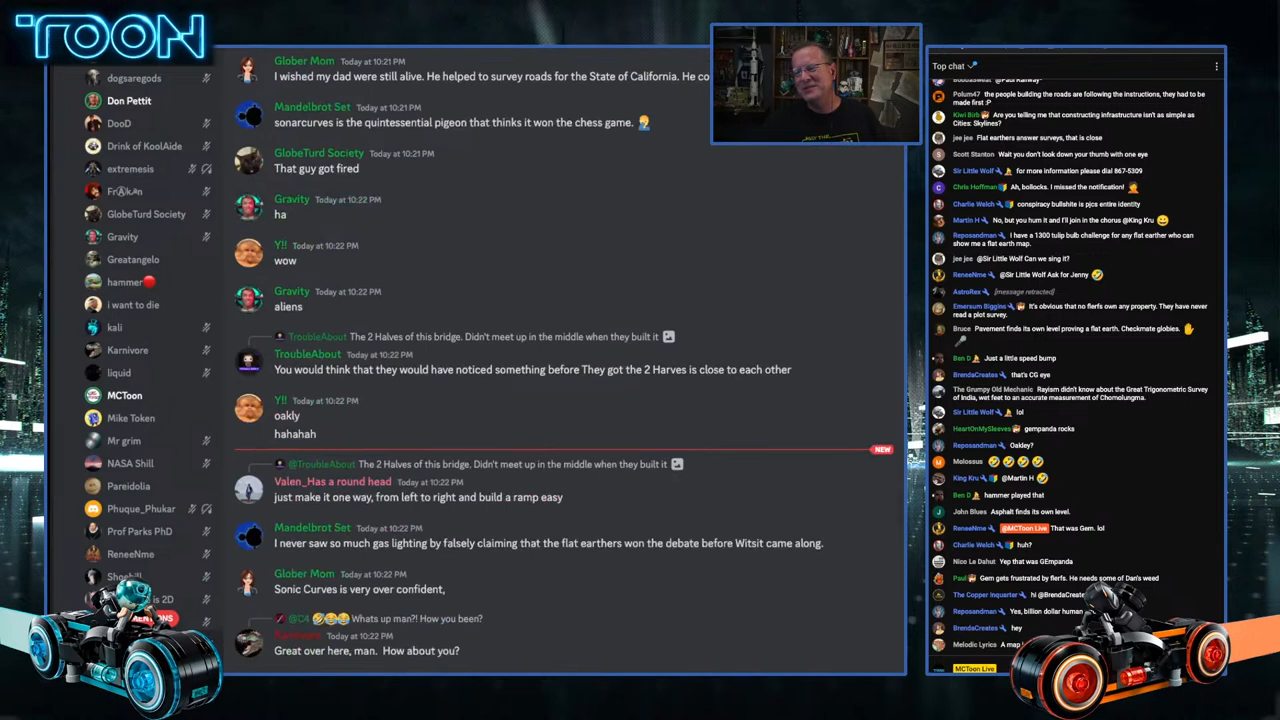 TOON
dogsaregods
Don Pettit
DooD
Drink of KoolAide
extremesis
FrⒶkan
GlobeTurd Society
Gravity
Greatangelo
hammer
i want to die
kali
Karnivore
liquid
MCToon
Mike Token
Mr grim
NASA Shill
Pareidolia
Phuque_Phukar
Prof Parks PhD
ReneeNme
is 2D
Glober Mom Today at 10:21 PM
I wished my dad were still alive. He helped to survey roads for the State of California. He co
Mandelbrot Set Today at 10:21 PM
sonarcurves is the quintessential pigeon that thinks it won the chess game.
GlobeTurd Society Today at 10:21 PM
That guy got fired
Gravity Today at 10:22 PM
ha
Y!! Today at 10:22 PM
wow
Gravity Today at 10:22 PM
aliens
TroubleAbout The 2 Halves of this bridge. Didn't meet up in the middle when they built it
TroubleAbout Today at 10:22 PM
You would think that they would have noticed something before They got the 2 Harves is close to each other
Y!! Today at 10:22 PM
oakly
hahahah
NEW
@TroubleAbout The 2 Halves of this bridge. Didn't meet up in the middle when they built it
Valen_Has a round head Today at 10:22 PM
just make it one way, from left to right and build a ramp easy
Mandelbrot Set Today at 10:22 PM
I never saw so much gas lighting by falsely claiming that the flat earthers won the debate before Witsit came along.
Glober Mom Today at 10:22 PM
Sonic Curves is very over confident,
@C4 🤣😂😂 Whats up man?! How you been?
Today at 10:22 PM
Great over here, man. How about you?
Top chat
Polum47 the people building the roads are following the instructions, they had to be
made first :P
Kiwi Birb Are you telling me that constructing infrastructure isn't as simple as
Cities: Skylines?
jee jee Flat earthers answer surveys, that is close
Scott Stanton Wait you don't look down your thumb with one eye
Sir Little Wolf for more information please dial 867-5309
Chris Hoffman Ah, bollocks. I missed the notification!
Charlie Welch conspiracy bullshite is pjcs entire identity
Martin H No, but you hum it and I'll join in the chorus @King Kru 😀
Reposandman I have a 1300 tulip bulb challenge for any flat earther who can
show me a flat earth map.
jee jee @Sir Little Wolf Can we sing it?
ReneeNme @Sir Little Wolf Ask for Jenny 🤣
AstroRex [message retracted]
Emersum Biggins It's obvious that no flerfs own any property. They have never
read a plot survey.
Bruce Pavement finds its own level proving a flat earth. Checkmate globies. ✋
🎤
Ben D Just a little speed bump
BrendaCreates that's CG eye
The Grumpy Old Mechanic Rayism didn't know about the Great Trigonometric Survey
of India, wet feet to an accurate measurement of Chomolungma.
Sir Little Wolf lol
HeartOnMySleeves gempanda rocks
Reposandman Oakley?
Molossus 🤣🤣🤣🤣
King Kru @Martin H 🤣
Ben D hammer played that
John Blues Asphalt finds its own level.
ReneeNme @MCToon Live That was Gem. lol
Charlie Welch huh?
Nico Le Dahut Yep that was GEmpanda
Paul Gem gets frustrated by flerfs. He needs some of Dan's weed
The Copper Inquarter hi @BrendaCreate
Reposandman Yes, billion dollar human
BrendaCreates hey
Melodic Lyrics A map
MCToon Live